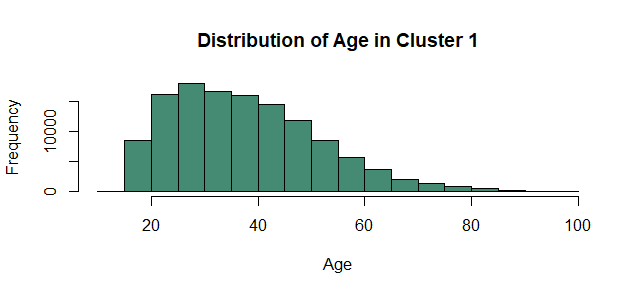 Distribution of Age in Cluster 1
Frequency
0 10000
20 40 60 80 100
Age